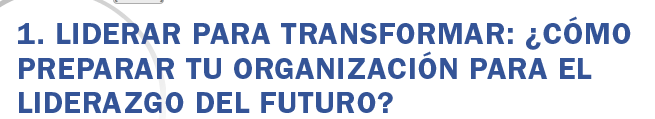 1. LIDERAR PARA TRANSFORMAR: ¿CÓMO
PREPARAR TU ORGANIZACIÓN PARA EL
LIDERAZGO DEL FUTURO?